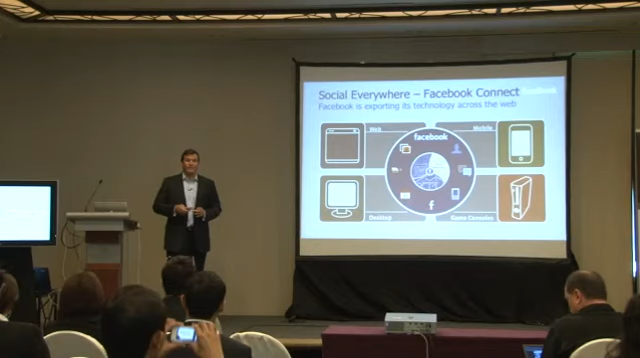 Social Everywhere – Facebook Connect
Facebook is exporting its technology across the web
Web
facebook
Mobile
Desktop
Game Consoles